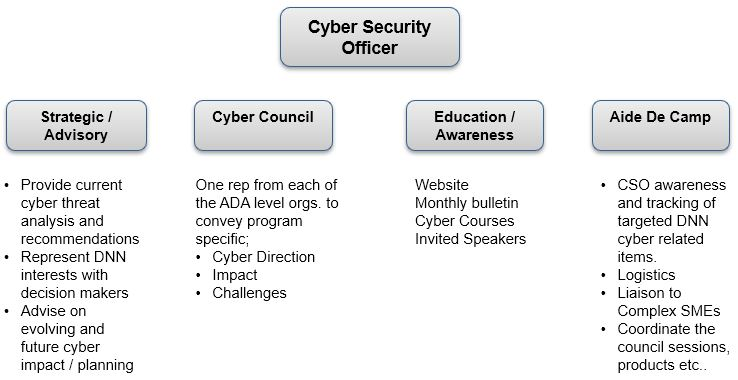 Cyber Security
Officer
Strategic /
Advisory
Cyber Council
Education /
Awareness
Aide De Camp
• Provide current
cyber threat
analysis and
recommendations
• Represent DNN
interests with
decision makers
• Advise on
evolving and
future cyber
impact / planning
One rep from each of
the ADA level orgs. to
convey program
specific;
• Cyber Direction
• Impact
• Challenges
Website
Monthly bulletin
Cyber Courses
Invited Speakers
• CSO awareness
and tracking of
targeted DNN
cyber related
items.
• Logistics
• Liaison to
Complex SMEs
• Coordinate the
council sessions,
products etc..